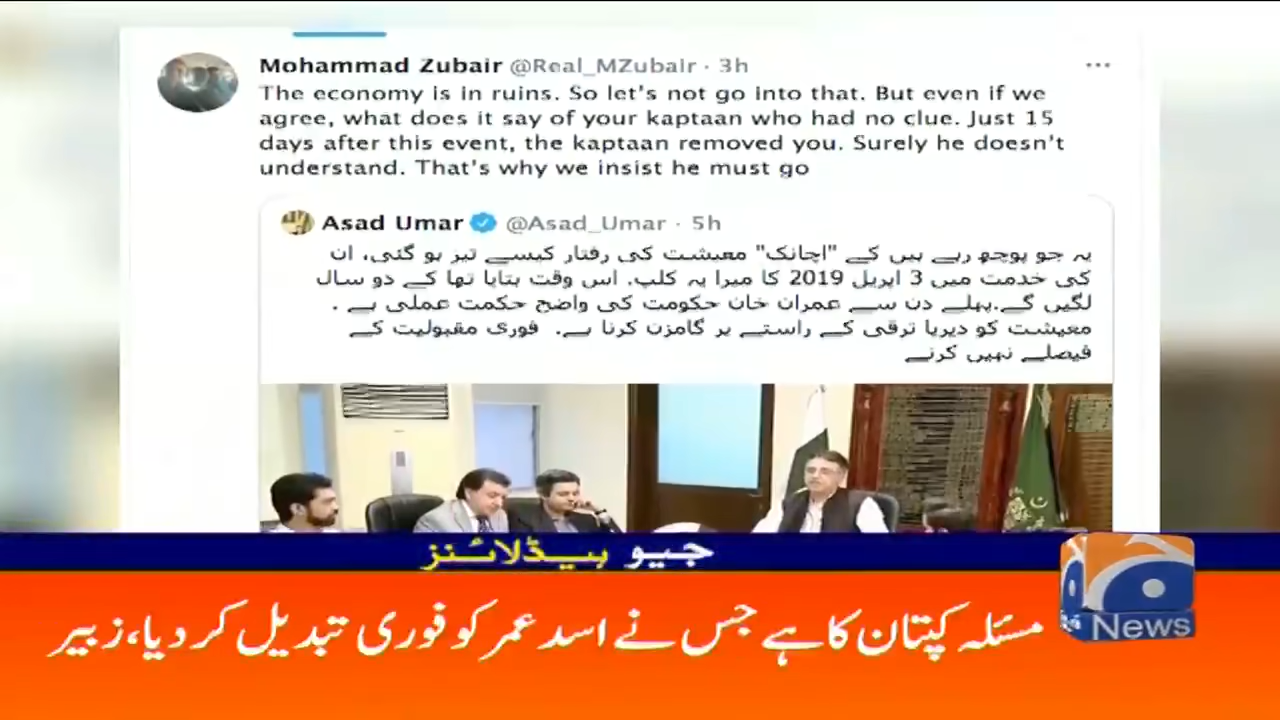 Mohammad Zubair @Real_MZubair · 3h
The economy is in ruins. So let's not go into that. But even if we
agree, what does it say of your kaptaan who had no clue. Just 15
days after this event, the kaptaan removed you. Surely he doesn't
understand. That's why we insist he must go
Asad Umar @Asad_Umar · 5h
یہ جو پوچھ رہے ہیں کے "اچانک" معیشت کی رفتار کیسے تیز ہو گئی، ان
کی خدمت میں 3 اپریل 2019 کا میرا یہ کلپ. اس وقت بتایا تھا کے دو سال
لگیں گے.پہلے دن سے عمران خان حکومت کی واضح حکمت عملی ہے .
معیشت کو دیرپا ترقی کے راستے پر گامزن کرنا ہے. فوری مقبولیت کے
فیصلے نہیں کرنے
جیو ہیڈلائنز
مسئلہ کپتان کا ہے جس نے اسد عمر کو فوری تبدیل کر دیا، زبیر
News